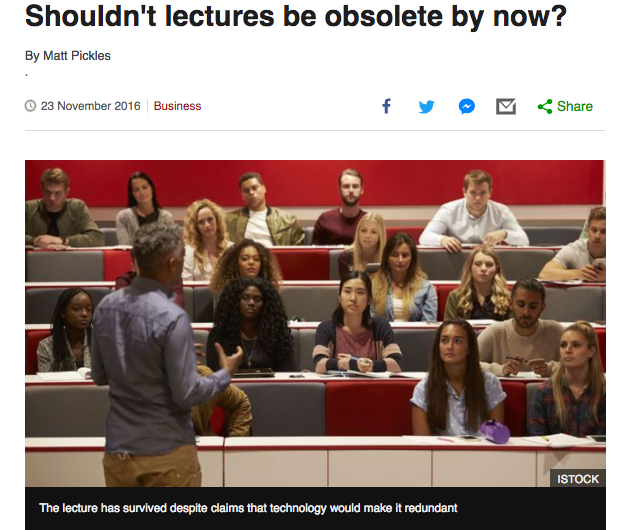 Shouldn't lectures be obsolete by now?
By Matt Pickles
.
23 November 2016 Business
Share
ISTOCK
The lecture has survived despite claims that technology would make it redundant